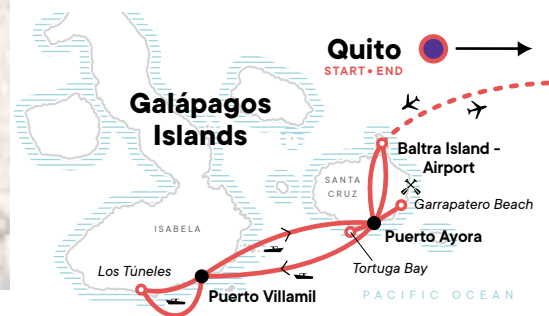 Quito
START • END
Galápagos
Islands
Baltra Island -
Airport
SANTA
CRUZ
Garrapatero Beach
ISABELA
Puerto Ayora
Los Túneles
Tortuga Bay
Puerto Villamil
PACIFIC OCEAN